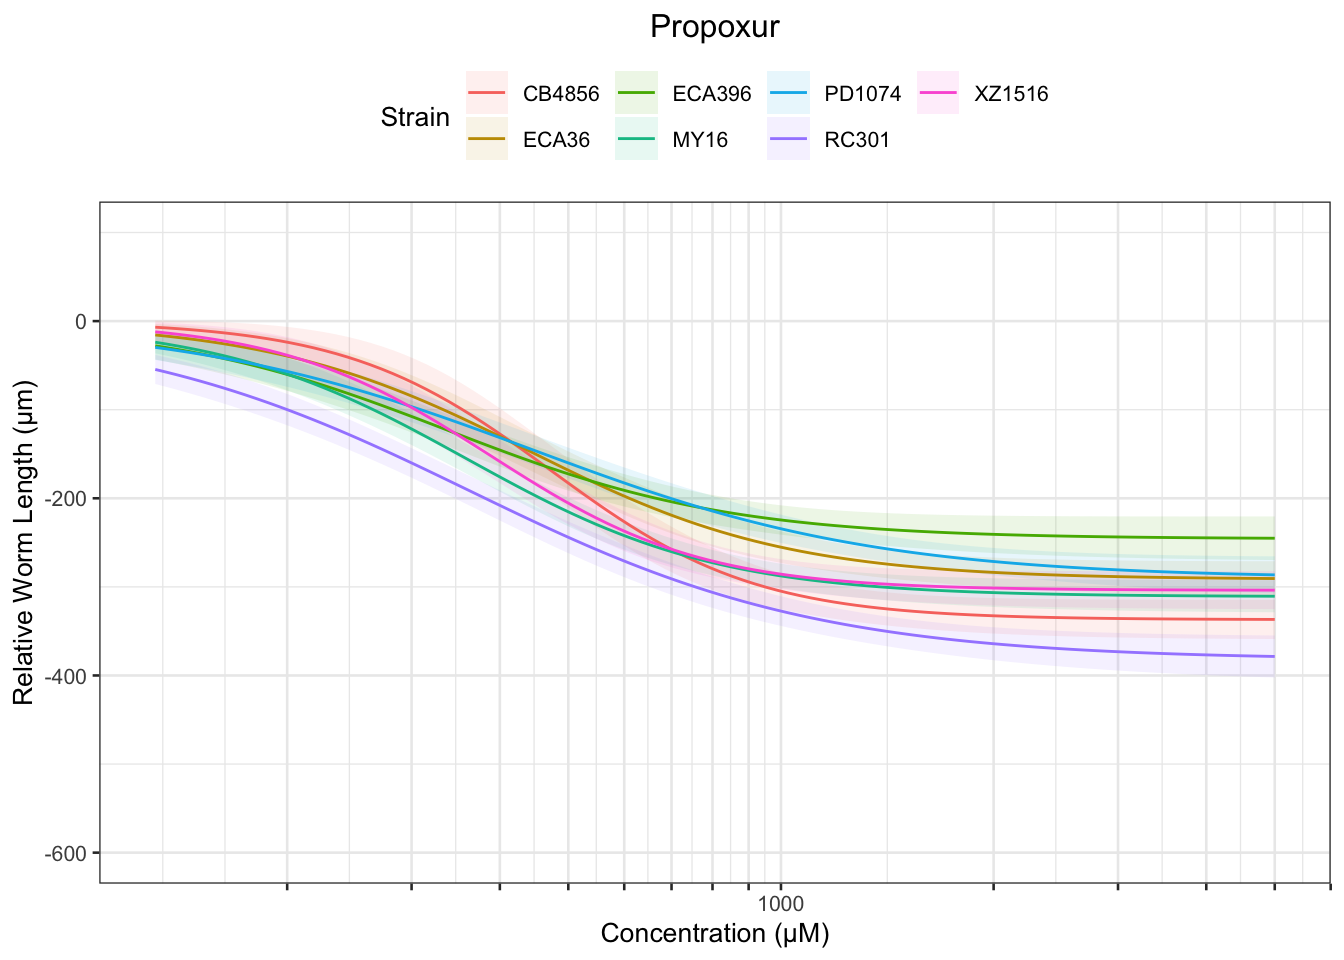 Propoxur
Strain
CB4856 ECA396 PD1074 XZ1516
ECA36 MY16 RC301
Relative Worm Length (µm)
0
-200
-400
-600
1000
Concentration (µM)